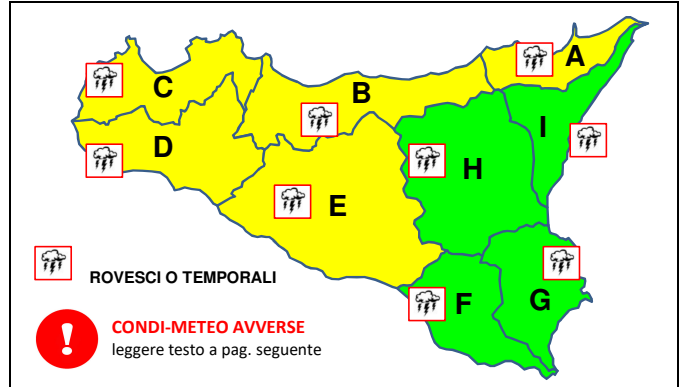 A
C
B
I
D
H
E
F
G
ROVESCI O TEMPORALI
!
CONDI-METEO AVVERSE
leggere testo a pag. seguente